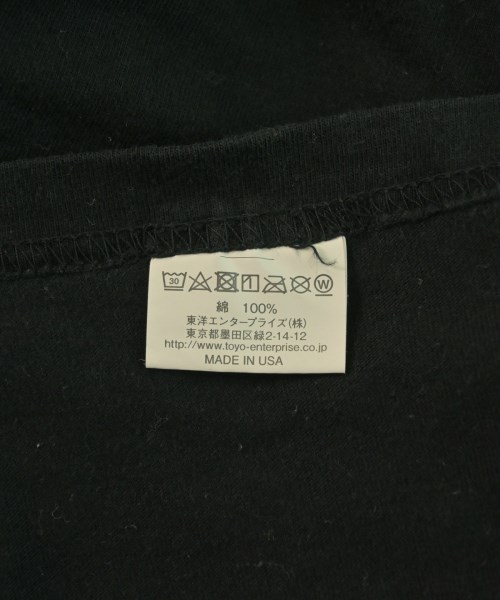 30 W
綿 100%
東洋エンタープライズ(株)
東京都墨田区緑2-14-12
http://www.toyo-enterprise.co.jp
MADE IN USA